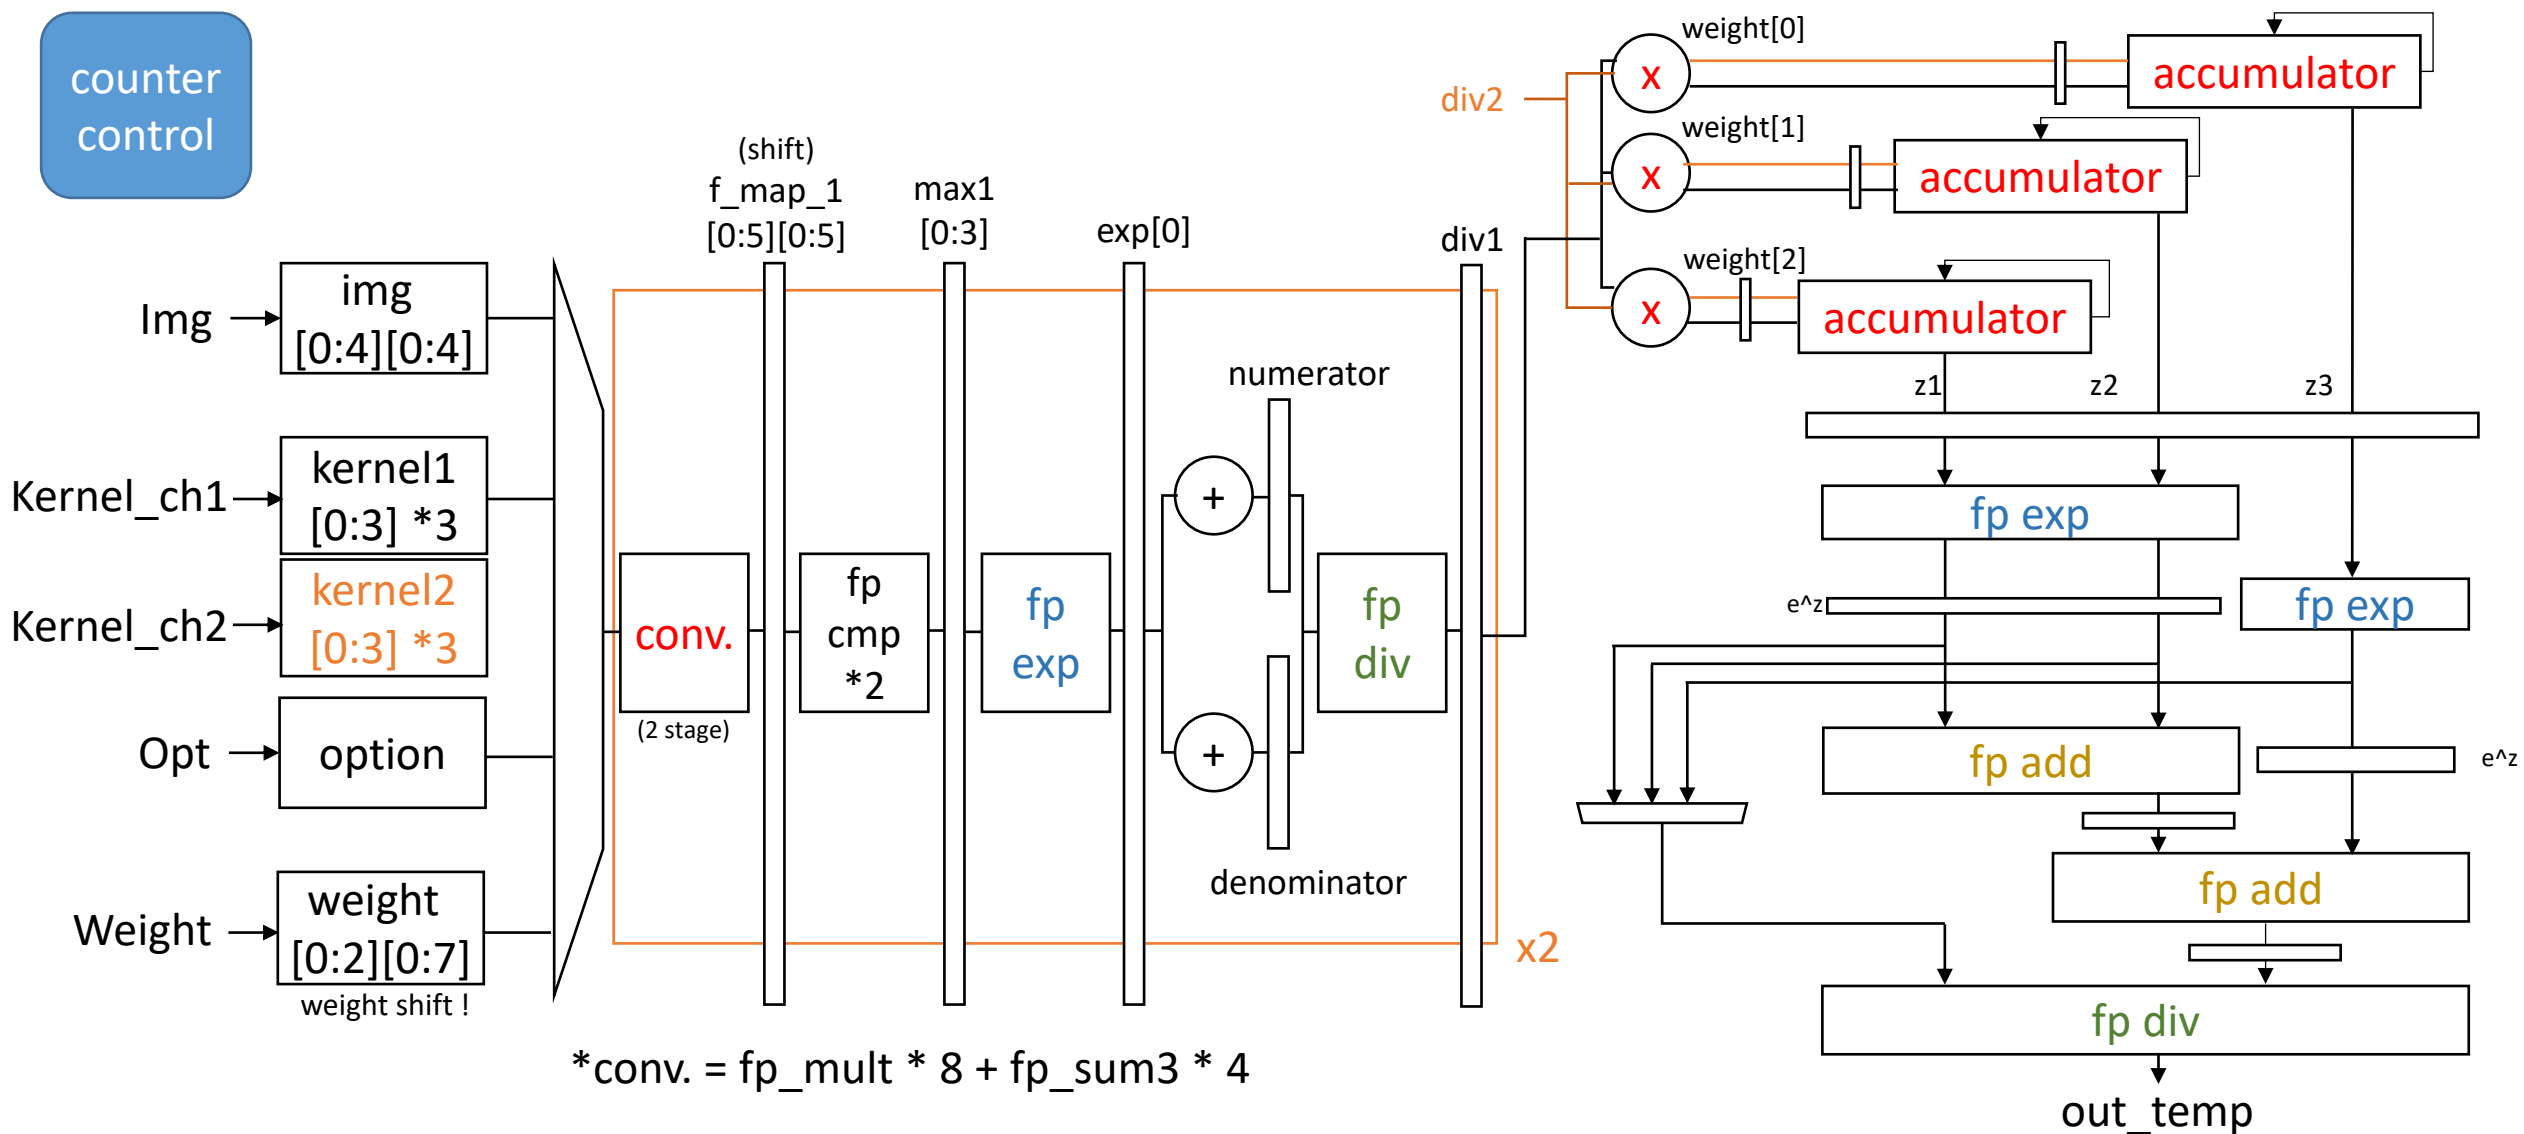 counter
control
Img
img
[0:4][0:4]
Kernel_ch1
kernel1
[0:3] *3
Kernel_ch2
kernel2
[0:3] *3
Opt
option
Weight
weight
[0:2][0:7]
weight shift !
conv.
(2 stage)
(shift)
f_map_1
[0:5][0:5]
fp
cmp
*2
max1
[0:3]
fp
exp
exp[0]
numerator
+
+
denominator
fp
div
div1
x2
*conv. = fp_mult * 8 + fp_sum3 * 4
div2
x
weight[0]
accumulator
x
weight[1]
accumulator
x
weight[2]
accumulator
z1
z2
z3
fp exp
fp exp
e^z
e^z
fp add
fp add
fp div
out_temp